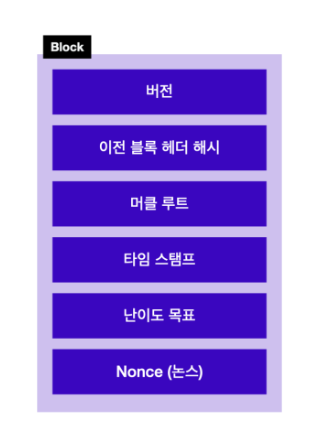 Block
버전
이전 블록 헤더 해시
머클 루트
타임 스탬프
난이도 목표
Nonce (논스)